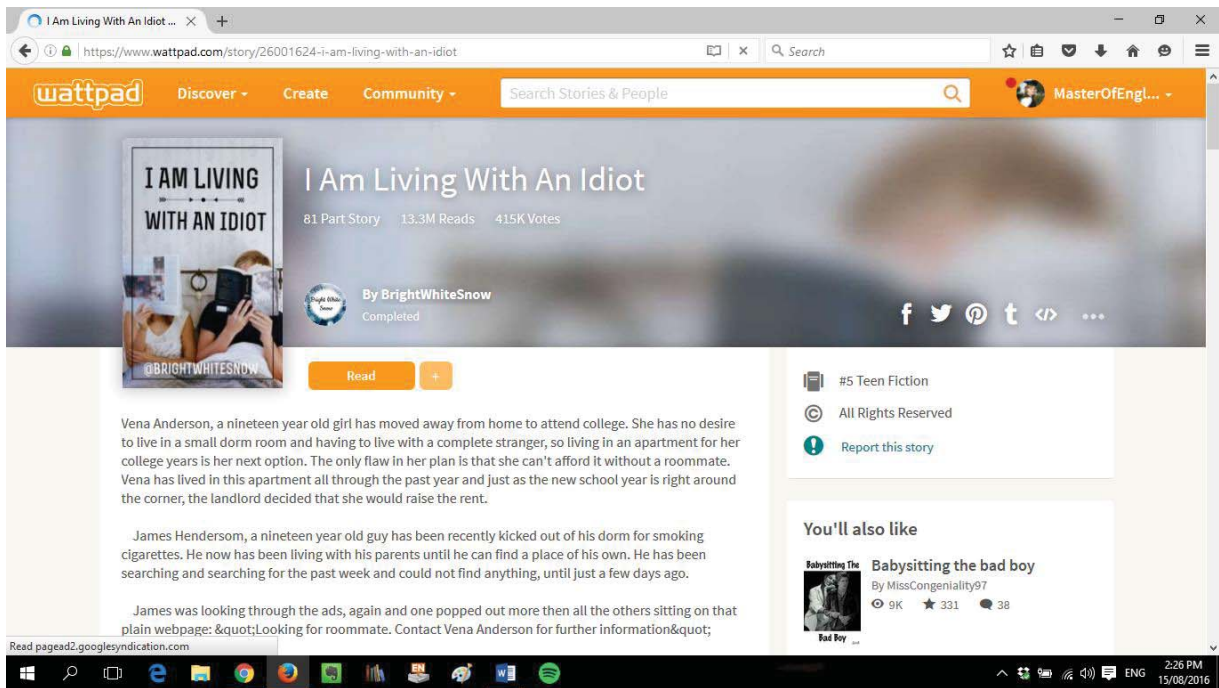 I Am Living With An Idiot ...
https://www.wattpad.com/story/26001624-i-am-living-with-an-idiot
Search
wattpad
Discover
Create
Community
Search Stories & People
MasterOfEngl...
I AM LIVING
WITH AN IDIOT
@BRIGHTWHITESNOW
I Am Living With An Idiot
81 Part Story 13.3M Reads 415K Votes
Bright White
Snow
By BrightWhiteSnow
Completed
Read +
Vena Anderson, a nineteen year old girl has moved away from home to attend college. She has no desire
to live in a small dorm room and having to live with a complete stranger, so living in an apartment for her
college years is her next option. The only flaw in her plan is that she can't afford it without a roommate.
Vena has lived in this apartment all through the past year and just as the new school year is right around
the corner, the landlord decided that she would raise the rent.
James Hendersom, a nineteen year old guy has been recently kicked out of his dorm for smoking
cigarettes. He now has been living with his parents until he can find a place of his own. He has been
searching and searching for the past week and could not find anything, until just a few days ago.
James was looking through the ads, again and one popped out more then all the others sitting on that
plain webpage: &quot;Looking for roommate. Contact Vena Anderson for further information&quot;
#5 Teen Fiction
All Rights Reserved
Report this story
You'll also like
Babysitting The
Bad Boy
Babysitting the bad boy
By MissCongeniality97
9K 331 38
Read pagead2.googlesyndication.com
EN
ENG
2:26 PM
15/08/2016